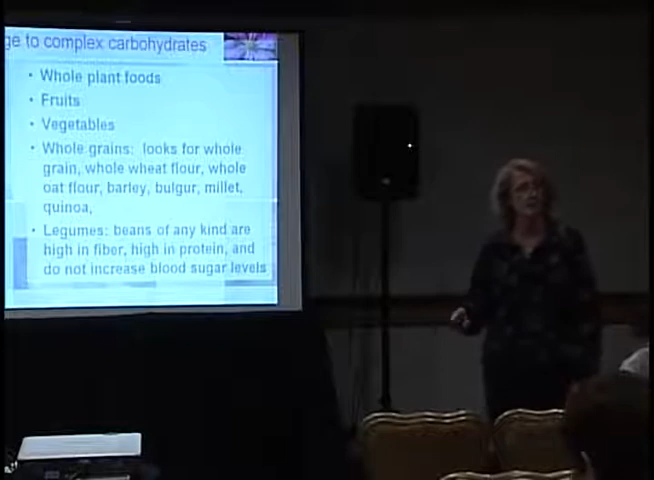 ge to complex carbohydrates
• Whole plant foods
• Fruits
• Vegetables
• Whole grains: looks for whole
grain, whole wheat flour, whole
oat flour, barley, bulgur, millet,
quinoa,
• Legumes: beans of any kind are
high in fiber, high in protein, and
do not increase blood sugar levels